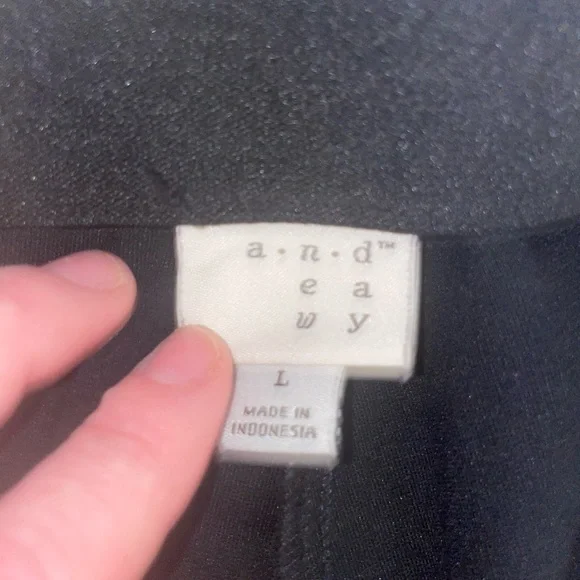 a·n·d™
e a
w y
L
MADE IN
INDONESIA